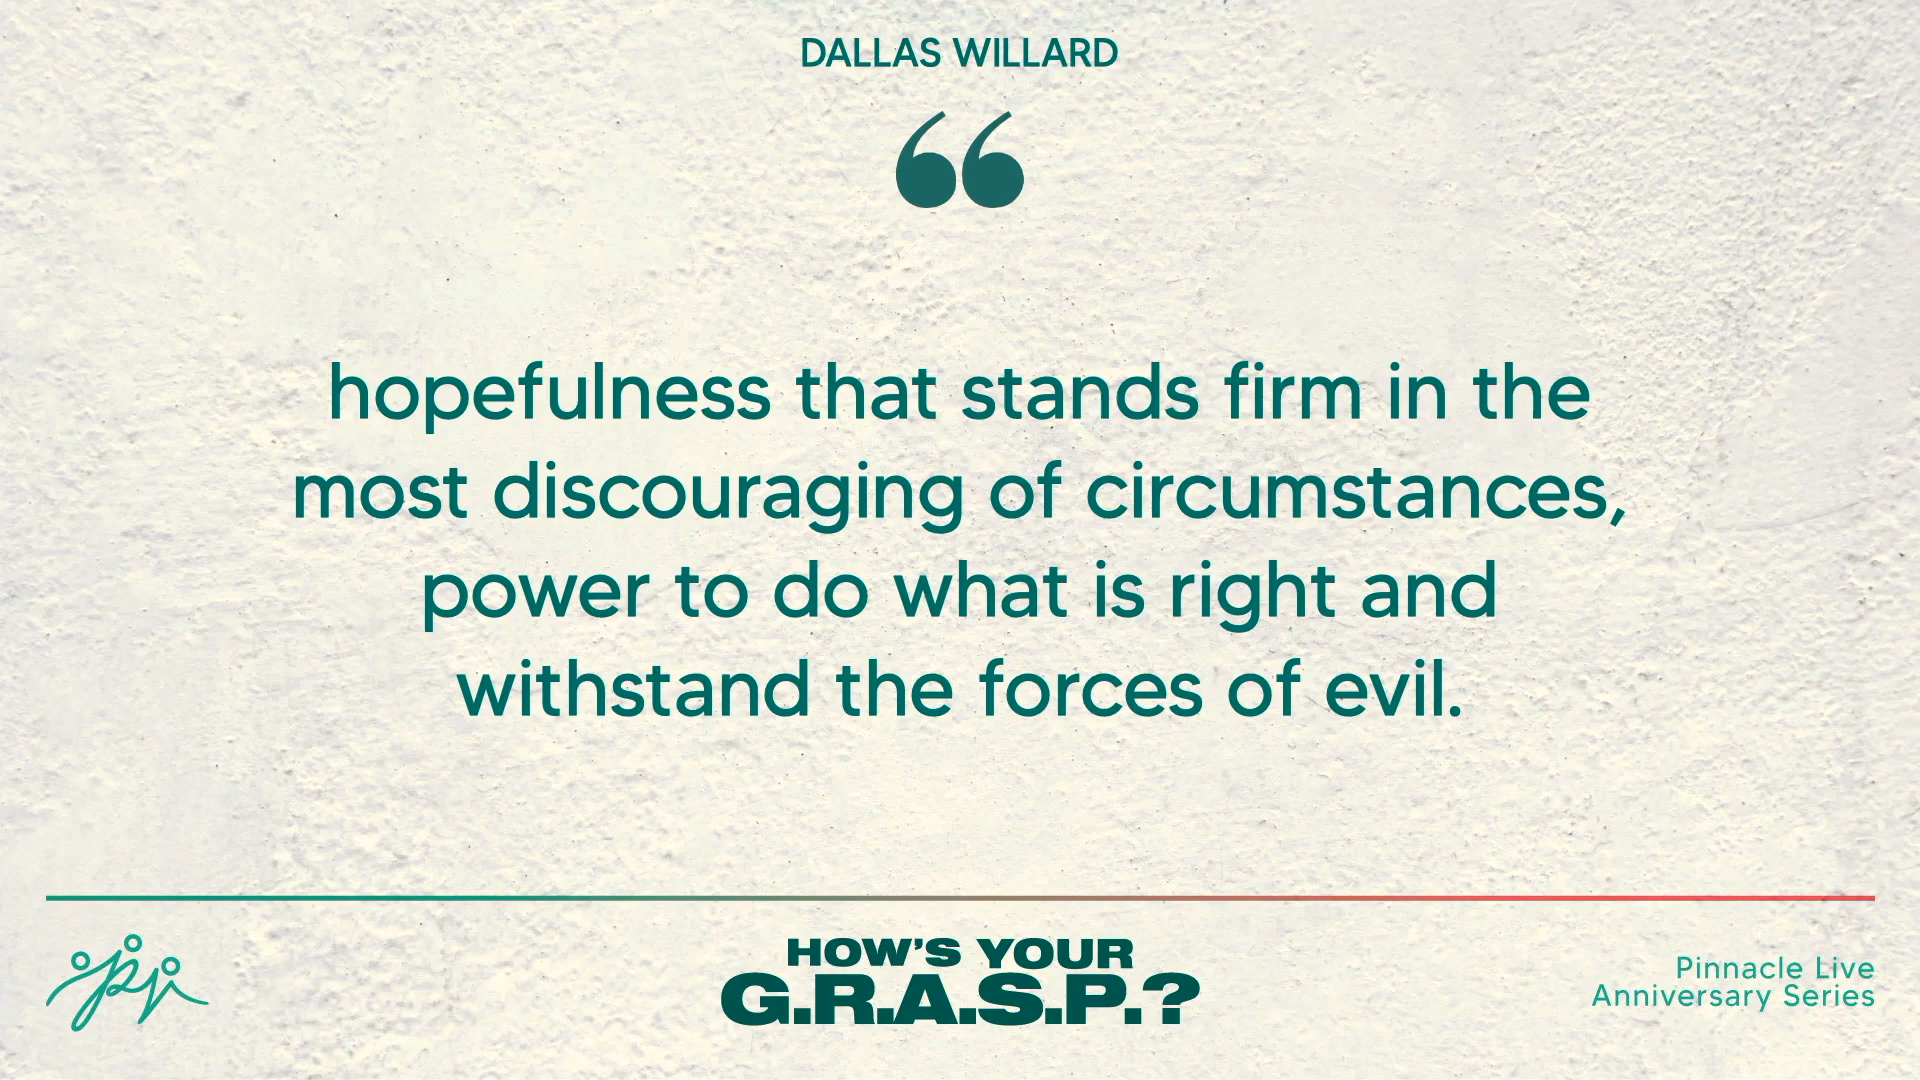 DALLAS WILLARD
“
hopefulness that stands firm in the
most discouraging of circumstances,
power to do what is right and
withstand the forces of evil.
HOW'S YOUR
G.R.A.S.P.?
Pinnacle Live
Anniversary Series